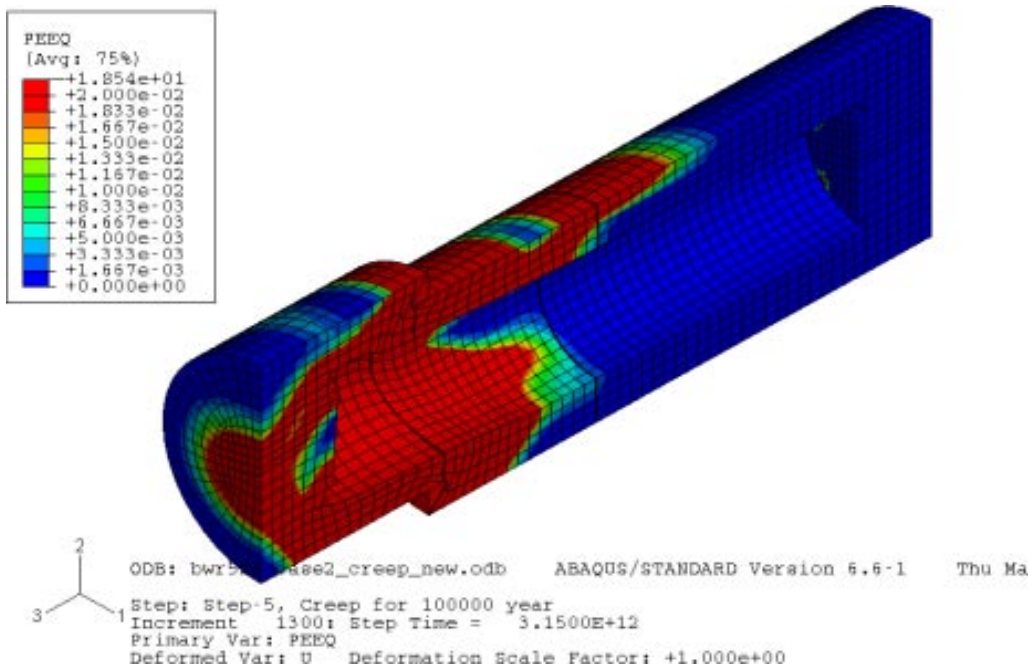 PEEQ
(Avg: 75%)
+1.854e+01
+2.000e-02
+1.833e-02
+1.667e-02
+1.500e-02
+1.333e-02
+1.167e-02
+1.000e-02
+8.333e-03
+6.667e-03
+5.000e-03
+3.333e-03
+1.667e-03
+0.000e+00
2
3
1
ODB: _creep_new.odb ABAQUS/STANDARD Version 6.6-1 Thu Ma
Step: Step-5, Creep for 100000 year
Increment 1300: Step Time = 3.1500E+12
Primary Var: PEEQ
Deformed Var: U Deformation Scale Factor: +1.000e+00